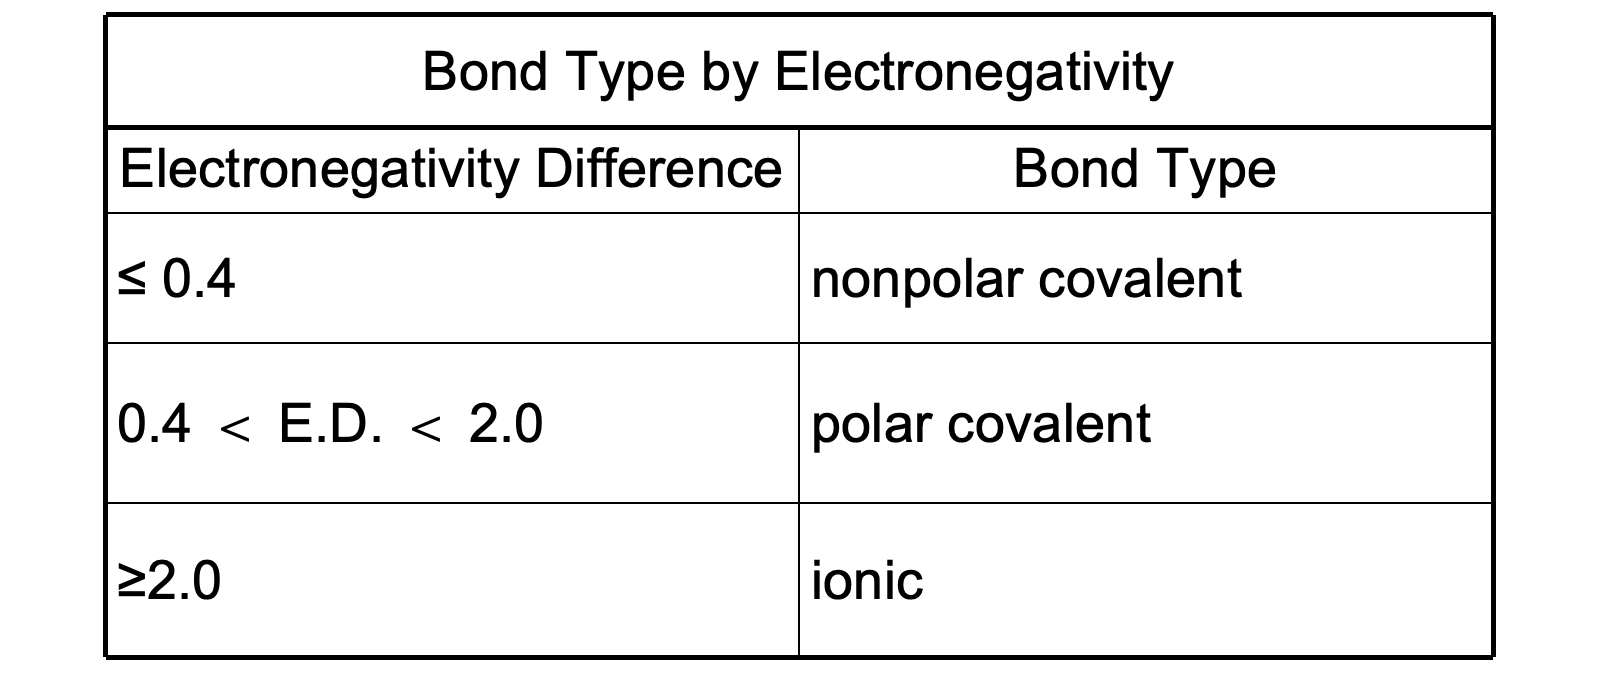 Bond Type by Electronegativity
Electronegativity Difference
Bond Type
≤ 0.4
nonpolar covalent
0.4 < E.D. < 2.0
polar covalent
≥2.0
ionic